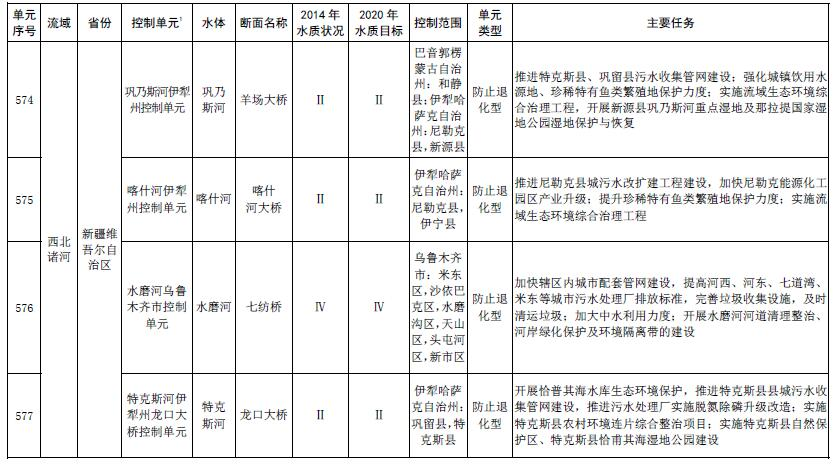 单元
序号
流域
省份
控制单元¹
水体
断面名称
2014 年
水质状况
2020 年
水质目标
控制范围
单元
类型
主要任务
西北
诸河
新疆维
吾尔自
治区
574
巩乃斯河伊犁
州控制单元
巩乃
斯河
羊场大桥
Ⅱ
Ⅱ
巴音郭楞
蒙古自治
州：和静
县；伊犁哈
萨克自治
州：尼勒克
县，新源县
防止退
化型
推进特克斯县、巩留县污水收集管网建设；强化城镇饮用水
水源地、珍稀特有鱼类繁殖地保护力度；实施流域生态环境综
合治理工程，开展新源县巩乃斯河重点湿地及那拉提国家湿
地公园湿地保护与恢复
575
喀什河伊犁
州控制单元
喀什河
喀什
河大桥
Ⅱ
Ⅱ
伊犁哈萨
克自治州：
尼勒克县，
伊宁县
防止退
化型
推进尼勒克县城污水改扩建工程建设，加快尼勒克能源化工
园区产业升级；提升珍稀特有鱼类繁殖地保护力度；实施流
域生态环境综合治理工程
576
水磨河乌鲁
木齐市控制
单元
水磨河
七纺桥
Ⅳ
Ⅳ
乌鲁木齐
市：米东
区，沙依巴
克区，水磨
沟区，天山
区，头屯河
区，新市区
防止退
化型
加快辖区内城市配套管网建设，提高河西、河东、七道湾、
米东等城市污水处理厂排放标准，完善垃圾收集设施，及时
清运垃圾；加大中水利用力度；开展水磨河河道清理整治、
河岸绿化保护及环境隔离带的建设
577
特克斯河伊
犁州龙口大
桥控制单元
特克
斯河
龙口大桥
Ⅱ
Ⅱ
伊犁哈萨
克自治州：
巩留县，特
克斯县
防止退
化型
开展恰普其海水库生态环境保护，推进特克斯县县城污水收
集管网建设，推进污水处理厂实施脱氮除磷升级改造；实施
特克斯县农村环境连片综合整治项目；实施特克斯县自然保
护区、特克斯县恰甫其海湿地公园建设